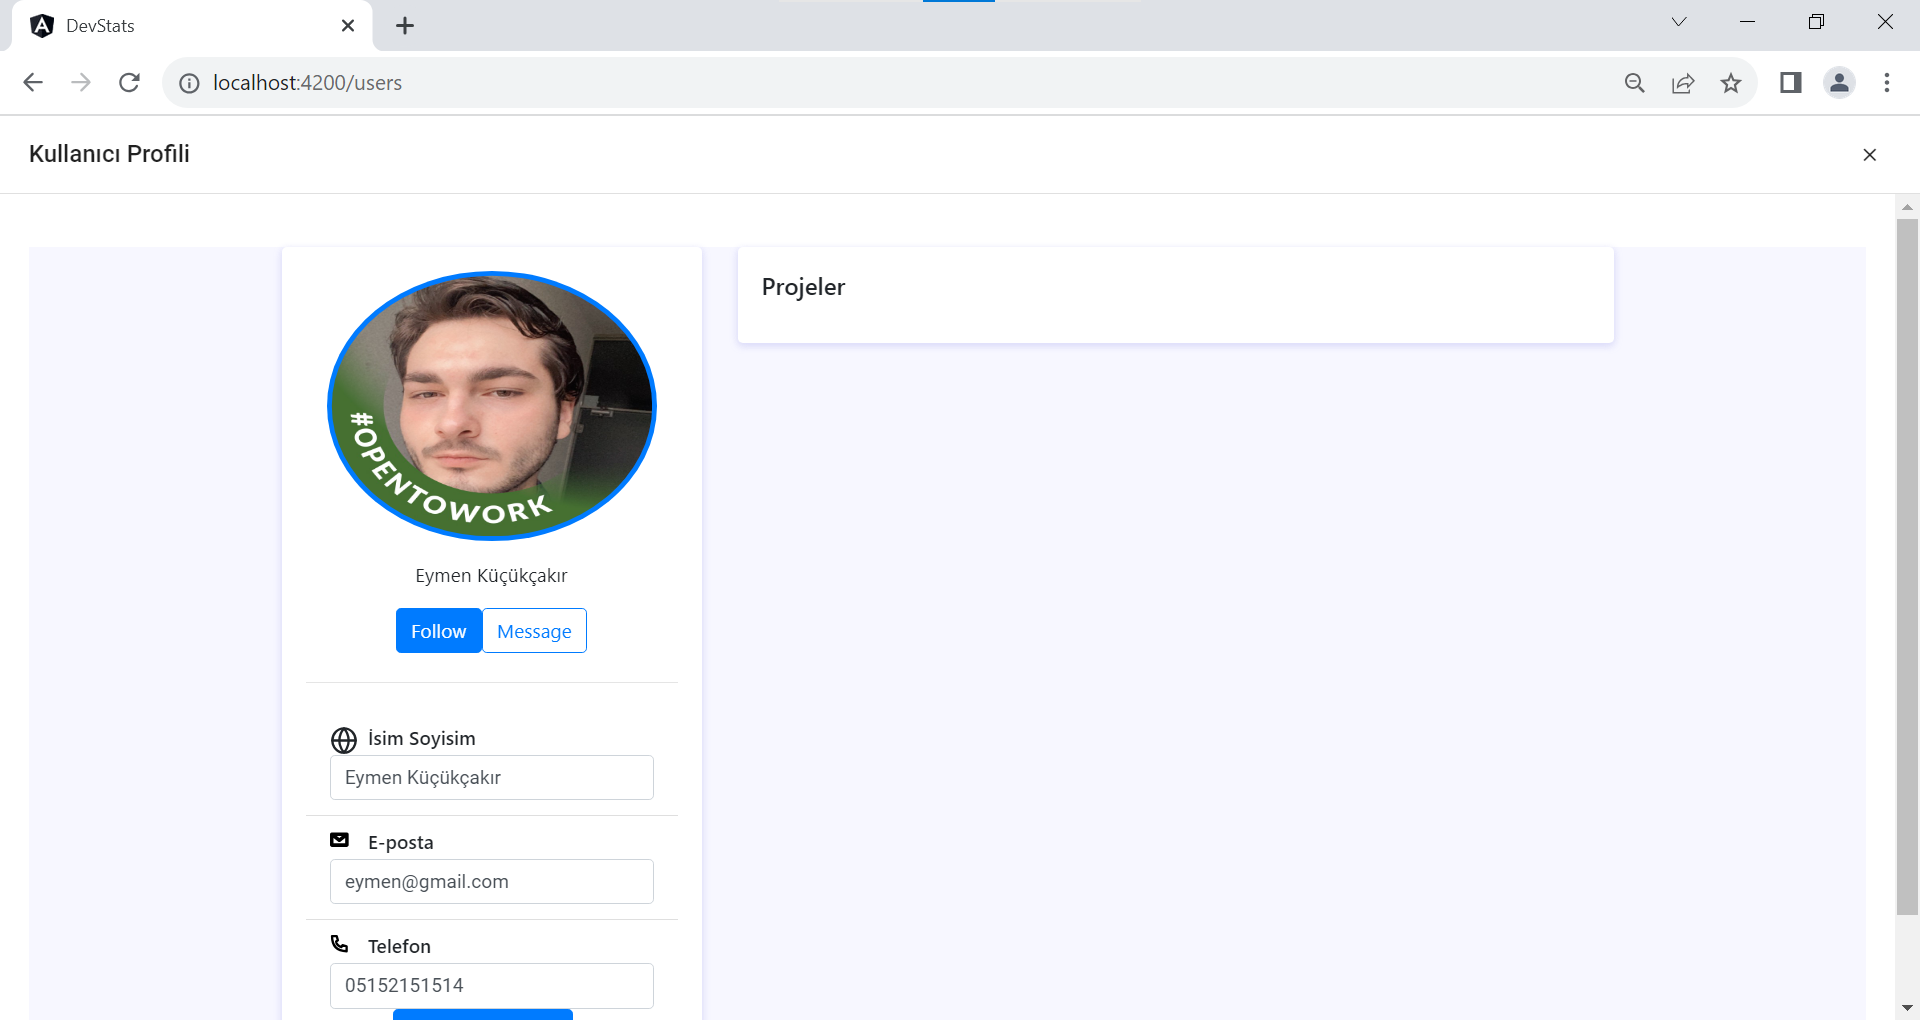 DevStats
localhost:4200/users
Kullanıcı Profili
#OPENTOWORK
Eymen Küçükçakır
Follow
Message
İsim Soyisim
Eymen Küçükçakır
E-posta
eymen@gmail.com
Telefon
05152151514
Projeler